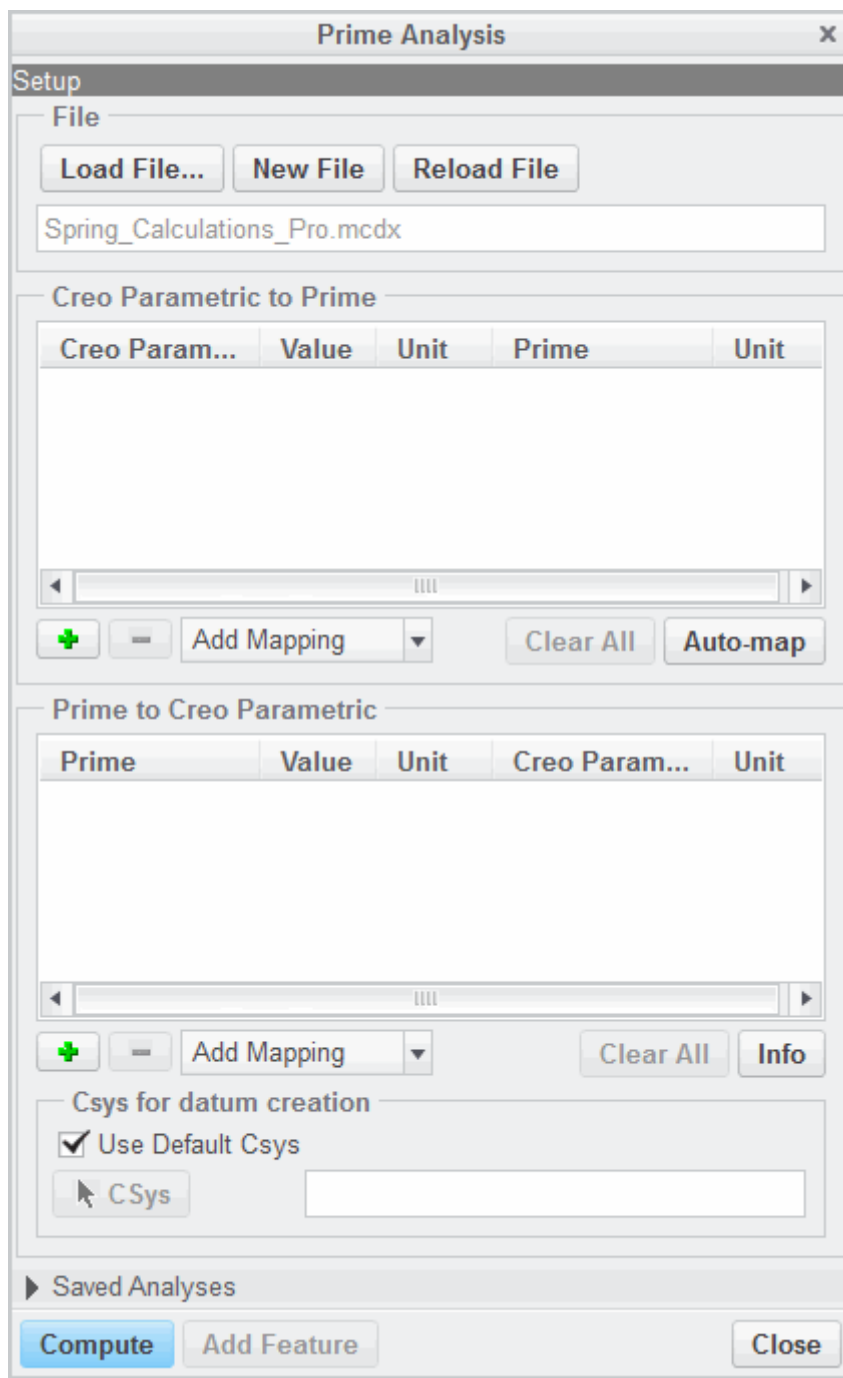 Prime Analysis x
Setup
File
Load File... New File Reload File
Spring_Calculations_Pro.mcdx
Creo Parametric to Prime
Creo Param... Value Unit Prime Unit
Add Mapping Clear All Auto-map
Prime to Creo Parametric
Prime Value Unit Creo Param... Unit
Add Mapping Clear All Info
Csys for datum creation
Use Default Csys
CSys
Saved Analyses
Compute Add Feature Close